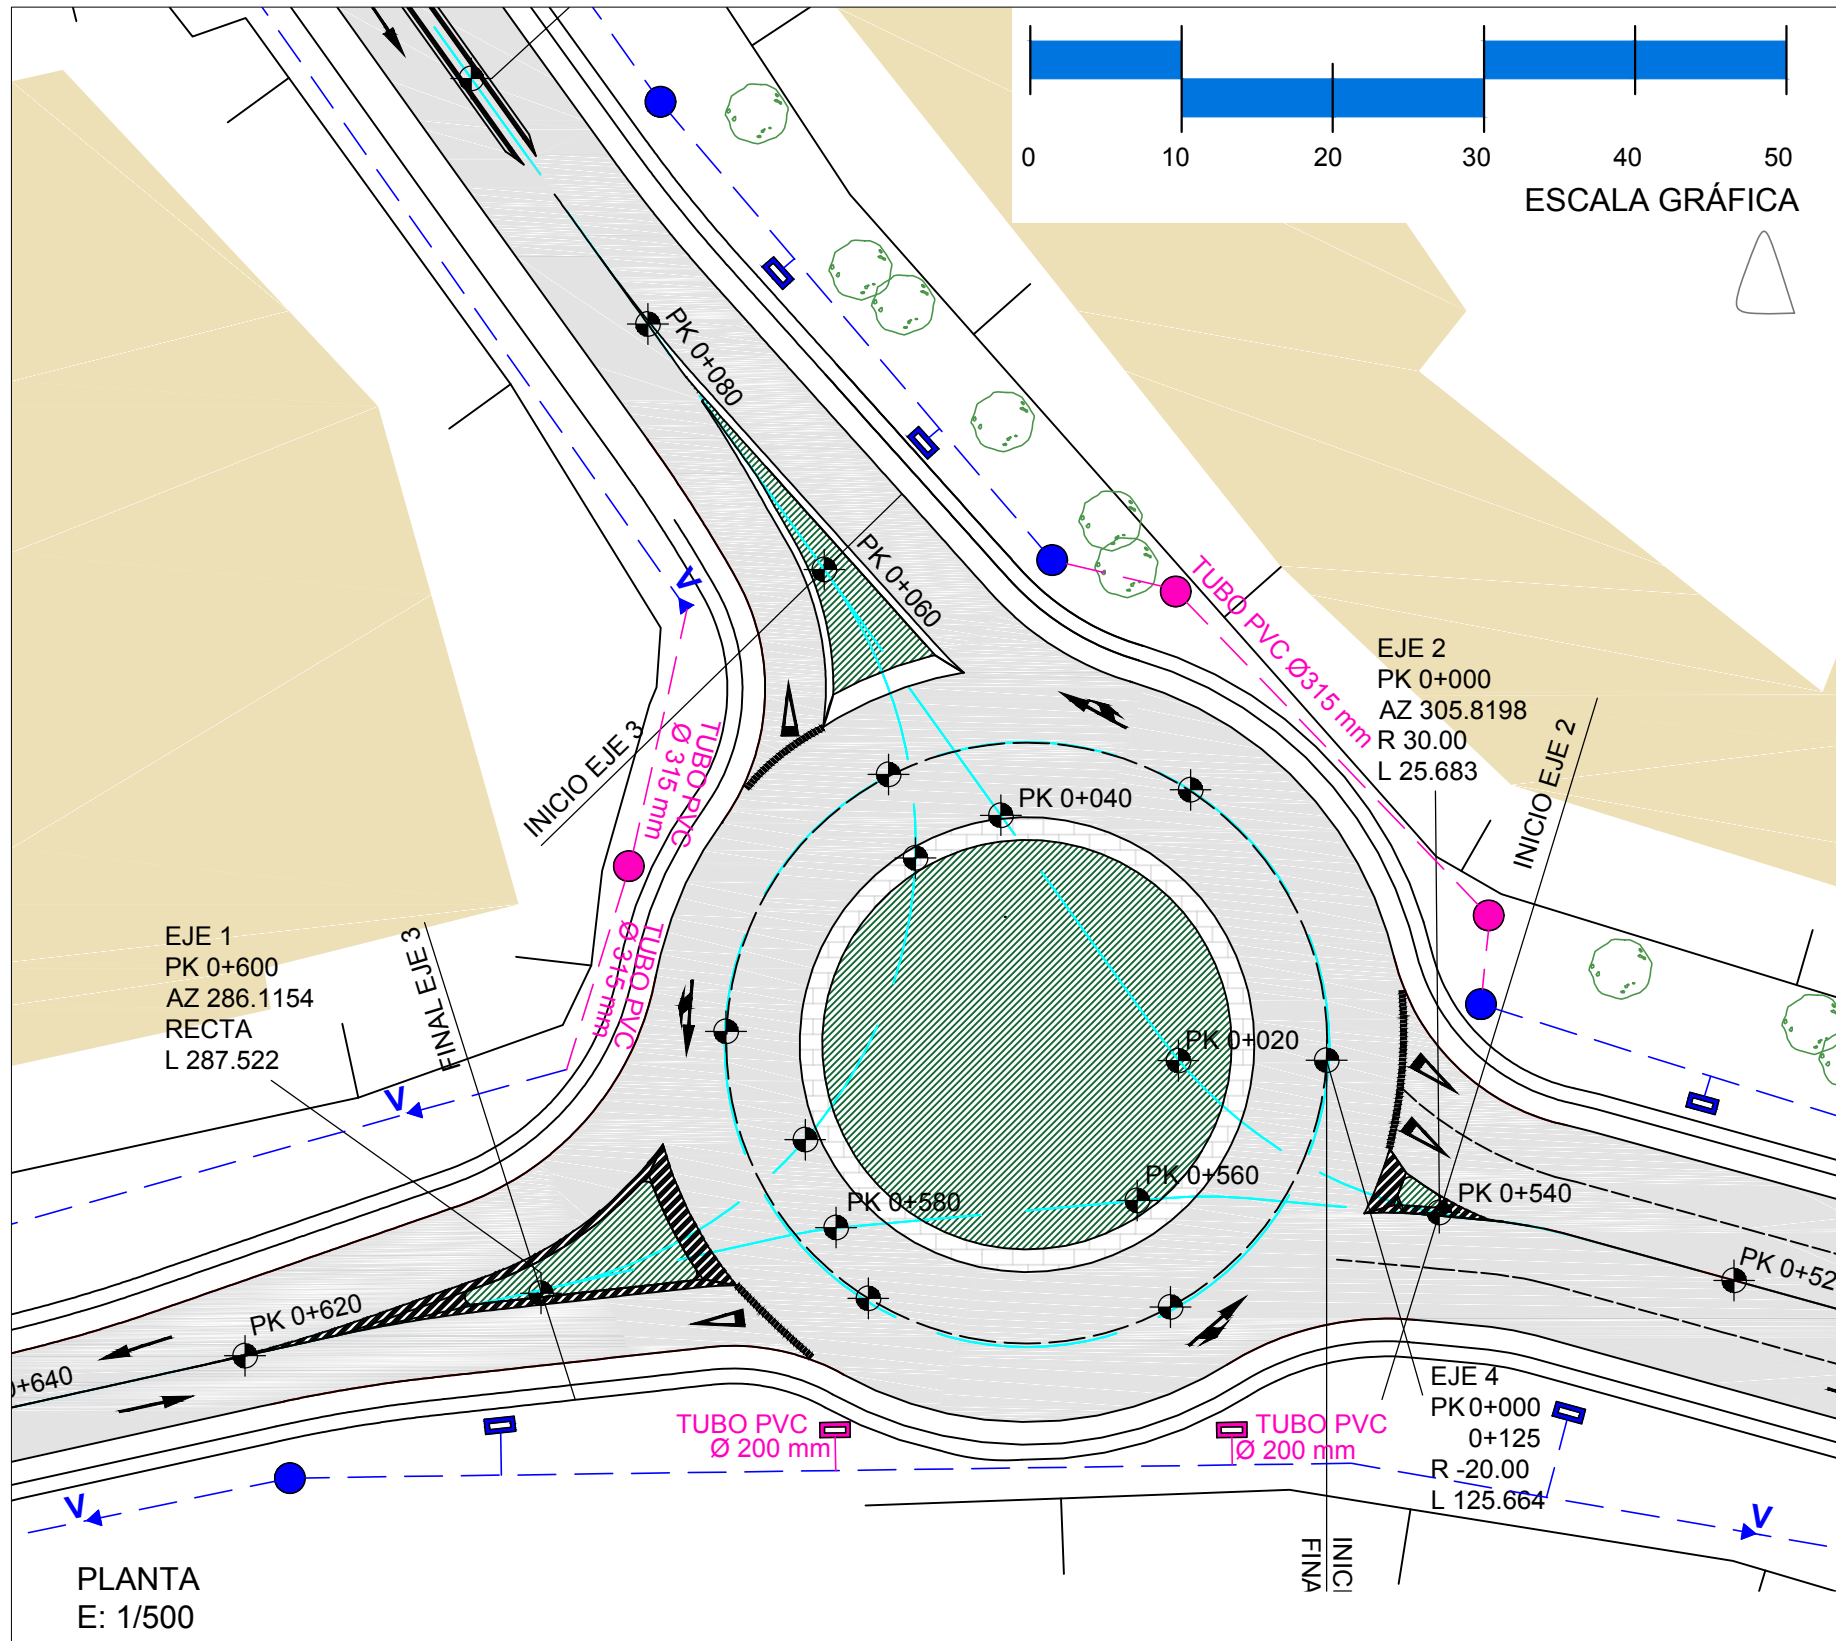 0 10 20 30 40 50
ESCALA GRÁFICA
PK 0+080
PK 0+060
TUBO PVC Ø315 mm
EJE 2
PK 0+000
AZ 305.8198
R 30.00
L 25.683
INICIO EJE 2
V
INICIO EJE 3
TUBO PVC
Ø 315 mm
PK 0+040
EJE 1
PK 0+600
AZ 286.1154
RECTA
L 287.522
FINAL EJE 3
TUBO PVC
Ø 315 mm
V
PK 0+020
PK 0+560
PK 0+540
PK 0+580
PK 0+52
PK 0+620
0+640
TUBO PVC
Ø 200 mm
TUBO PVC
Ø 200 mm
EJE 4
PK 0+000
0+125
R -20.00
L 125.664
V
V
INICI
FINA
PLANTA
E: 1/500